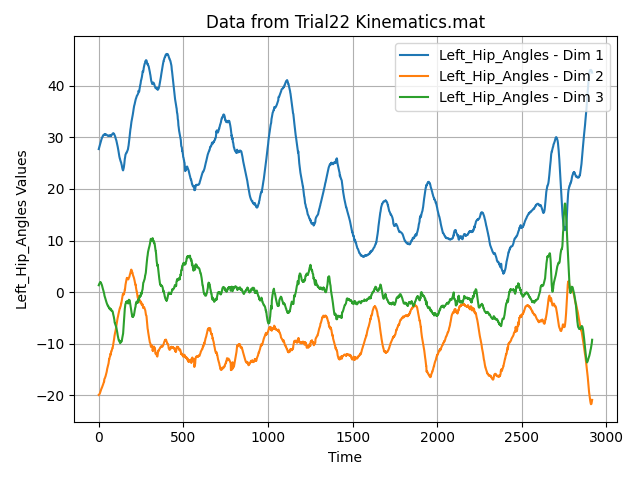 Data from Trial22 Kinematics.mat
Left_Hip_Angles - Dim 1
Left_Hip_Angles - Dim 2
Left_Hip_Angles - Dim 3
Left_Hip_Angles Values
40
30
20
10
0
−10
−20
0 500 1000 1500 2000 2500 3000
Time